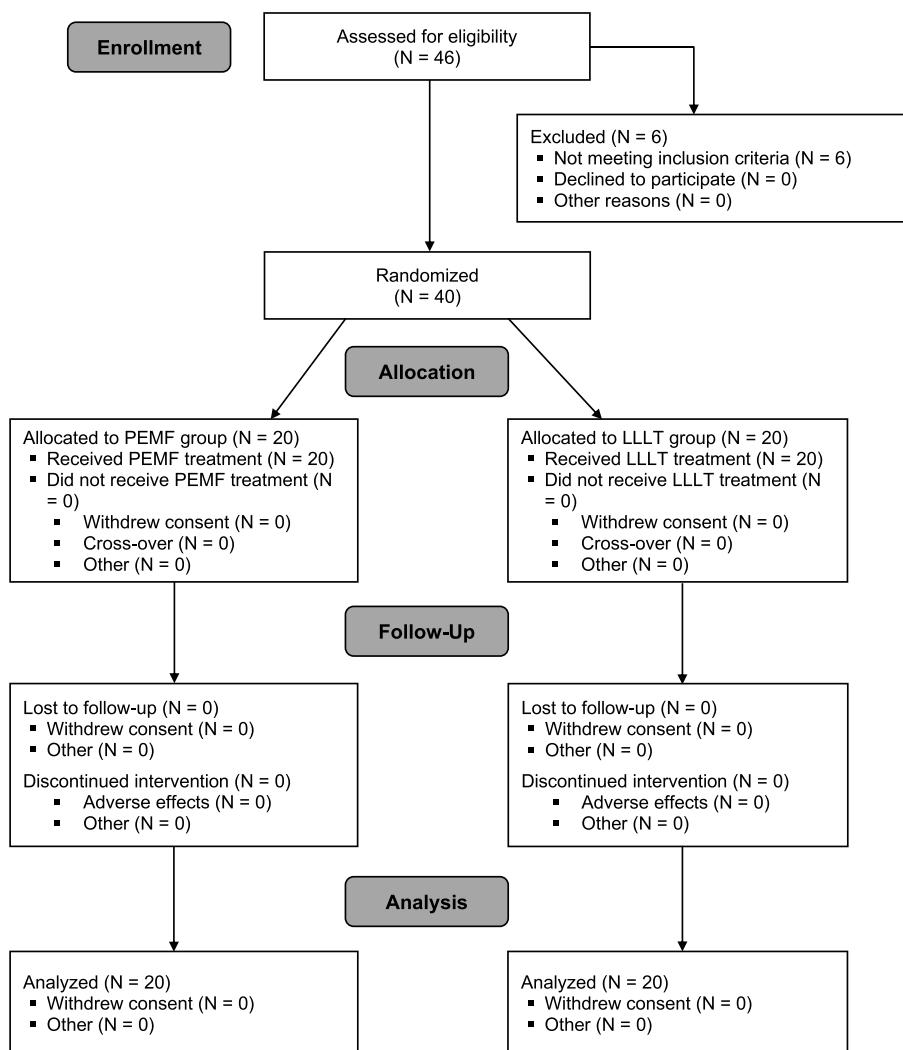 Enrollment
Assessed for eligibility
(N = 46)
Excluded (N = 6)
▪ Not meeting inclusion criteria (N = 6)
▪ Declined to participate (N = 0)
▪ Other reasons (N = 0)
Randomized
(N = 40)
Allocation
Allocated to PEMF group (N = 20)
▪ Received PEMF treatment (N = 20)
▪ Did not receive PEMF treatment (N
= 0)
▪ Withdrew consent (N = 0)
▪ Cross-over (N = 0)
▪ Other (N = 0)
Allocated to LLLT group (N = 20)
▪ Received LLLT treatment (N = 20)
▪ Did not receive LLLT treatment (N
= 0)
▪ Withdrew consent (N = 0)
▪ Cross-over (N = 0)
▪ Other (N = 0)
Follow-Up
Lost to follow-up (N = 0)
▪ Withdrew consent (N = 0)
▪ Other (N = 0)
Discontinued intervention (N = 0)
▪ Adverse effects (N = 0)
▪ Other (N = 0)
Lost to follow-up (N = 0)
▪ Withdrew consent (N = 0)
▪ Other (N = 0)
Discontinued intervention (N = 0)
▪ Adverse effects (N = 0)
▪ Other (N = 0)
Analysis
Analyzed (N = 20)
▪ Withdrew consent (N = 0)
▪ Other (N = 0)
Analyzed (N = 20)
▪ Withdrew consent (N = 0)
▪ Other (N = 0)